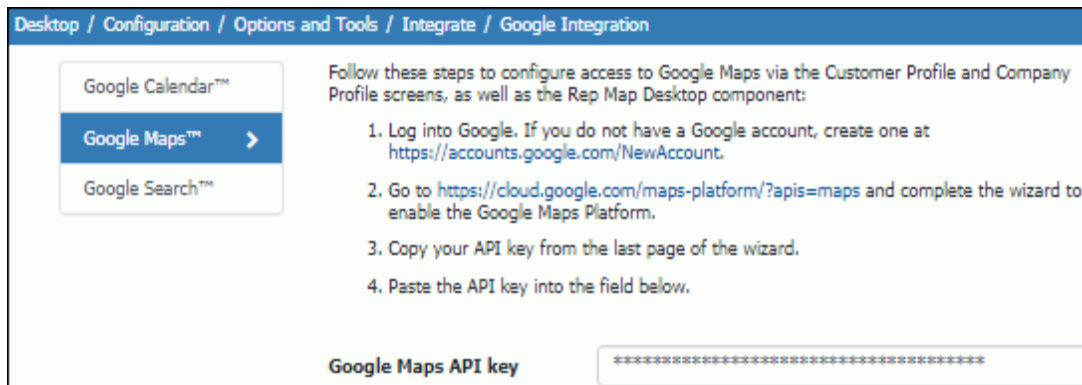 Desktop / Configuration / Options and Tools / Integrate / Google Integration
Google Calendar™
Google Maps™
Google Search™
Follow these steps to configure access to Google Maps via the Customer Profile and Company
Profile screens, as well as the Rep Map Desktop component:
1. Log into Google. If you do not have a Google account, create one at
https://accounts.google.com/NewAccount.
2. Go to https://cloud.google.com/maps-platform/?apis=maps and complete the wizard to
enable the Google Maps Platform.
3. Copy your API key from the last page of the wizard.
4. Paste the API key into the field below.
Google Maps API key
***************************************